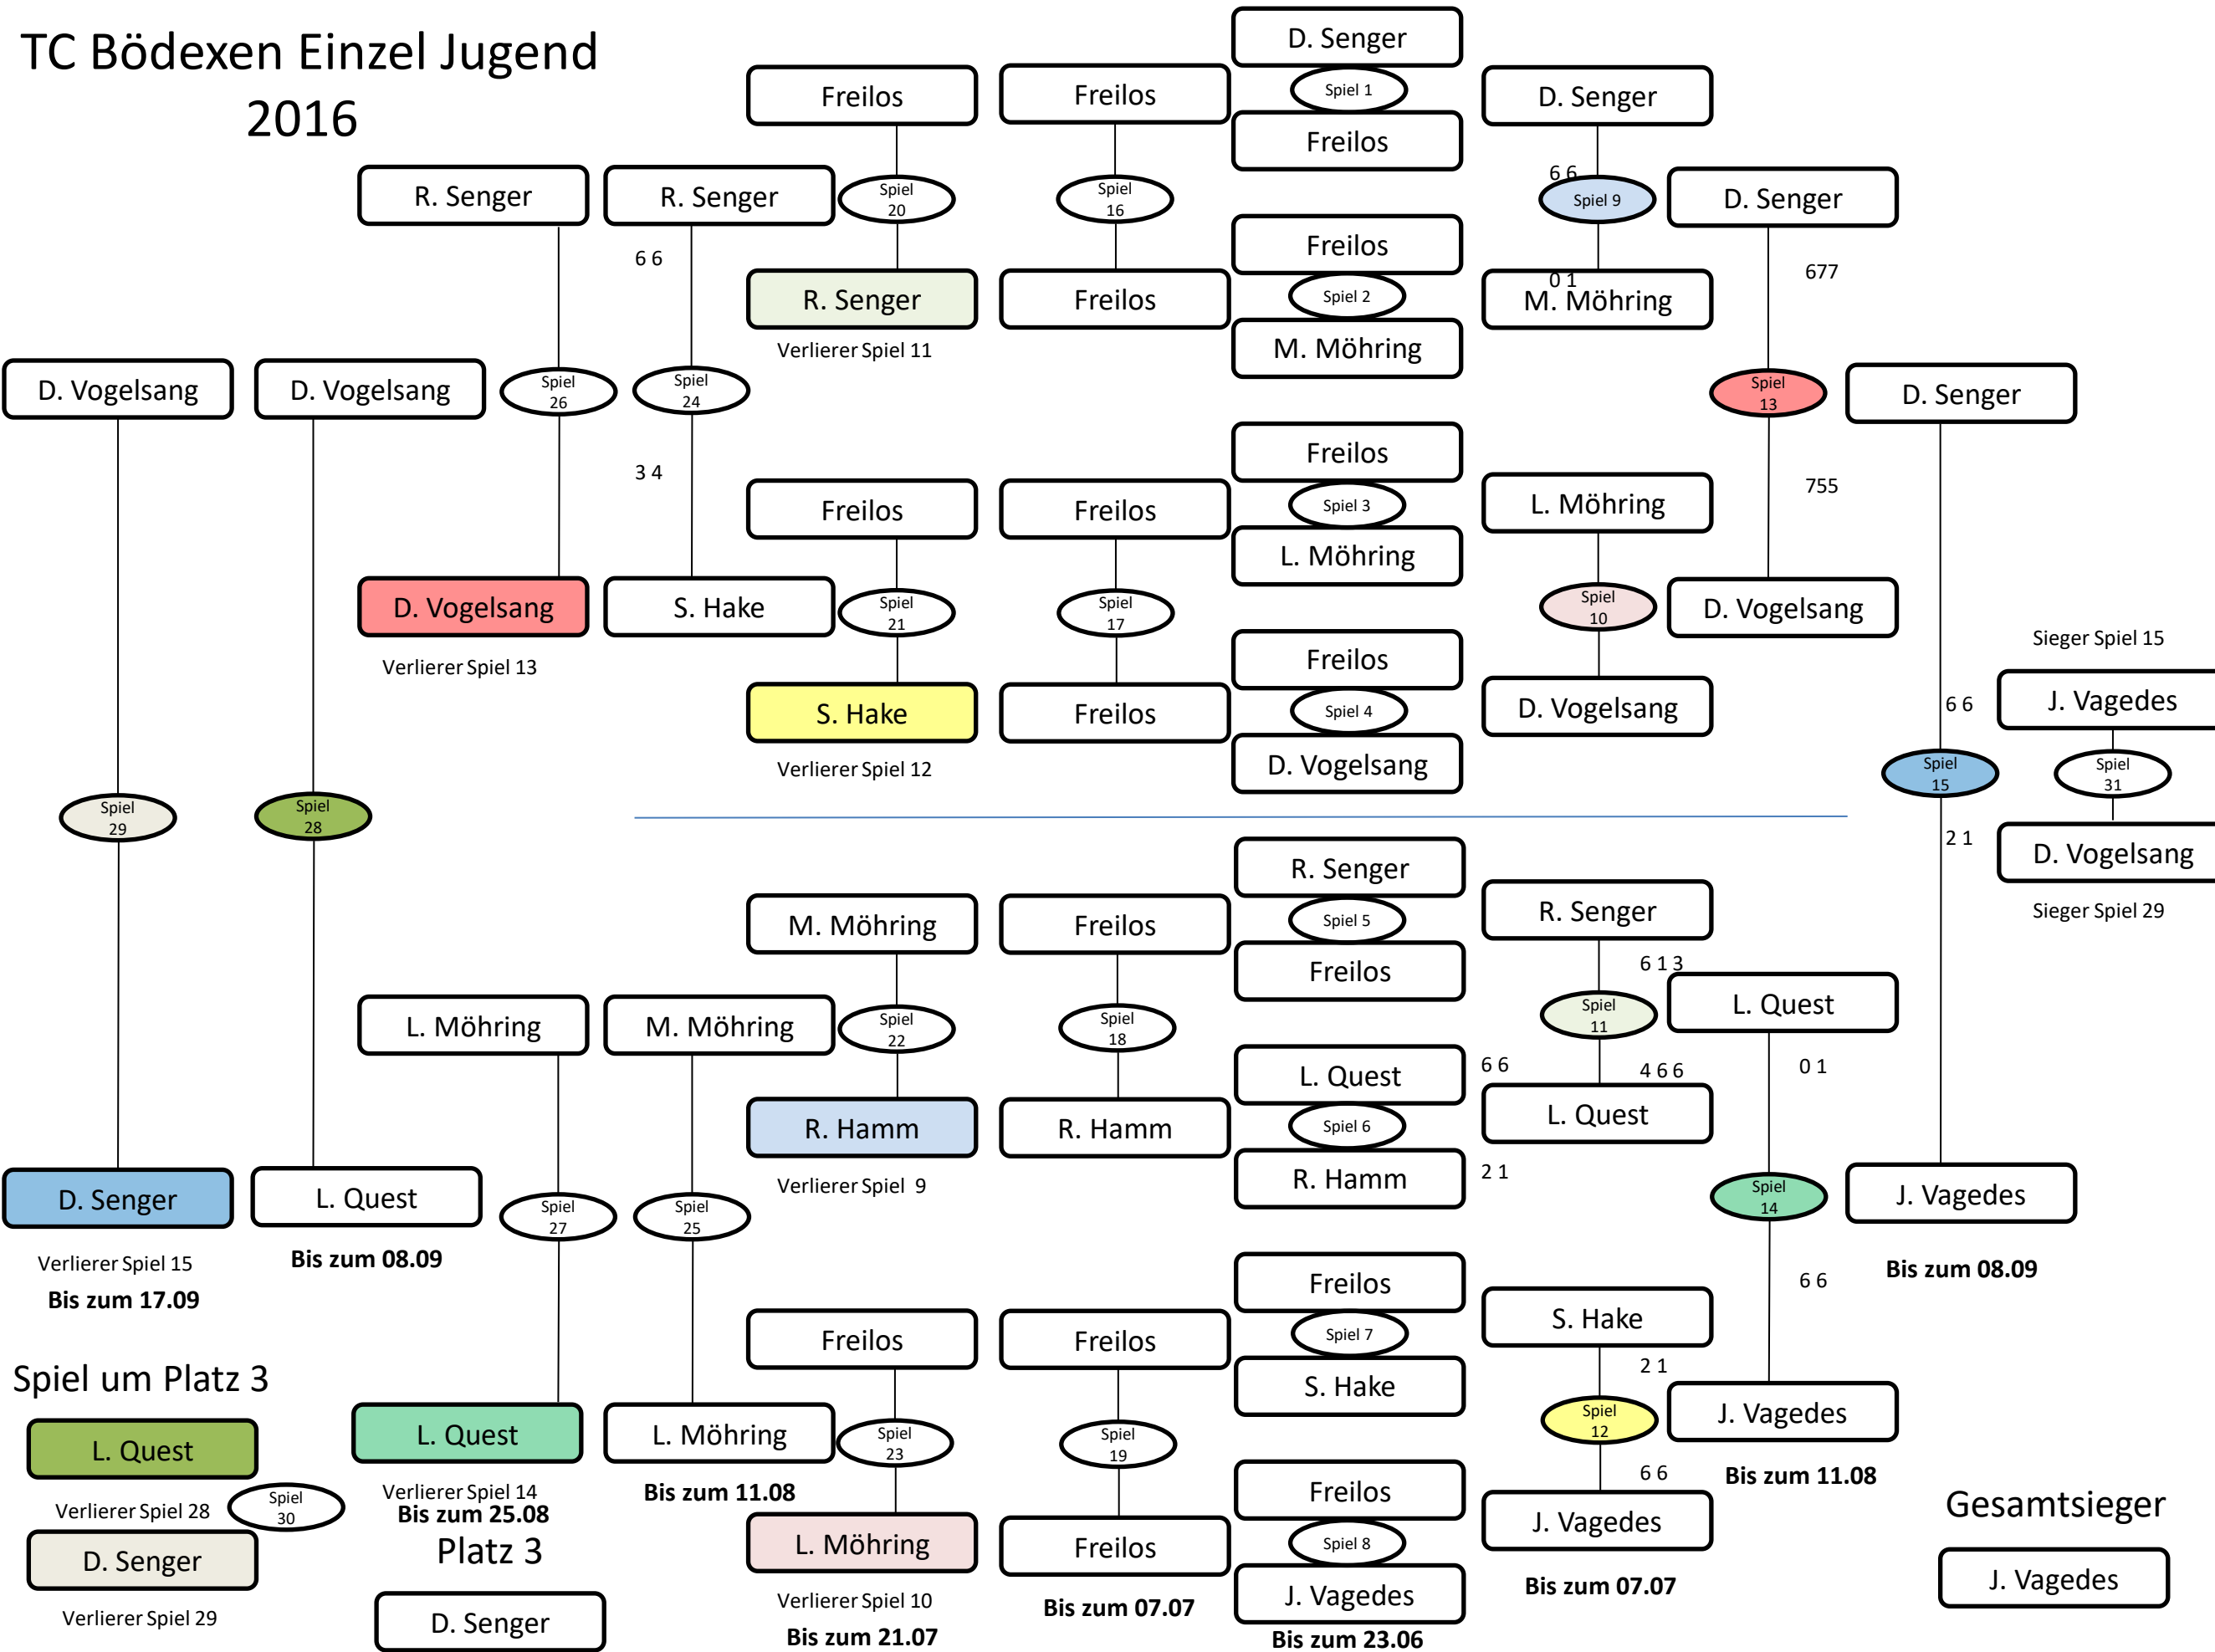 TC Bödexen Einzel Jugend
2016
D. Vogelsang
Spiel
29
D. Senger
Verlierer Spiel 15
Bis zum 17.09
D. Vogelsang
Spiel
28
L. Quest
Bis zum 08.09
R. Senger
Spiel
26
D. Vogelsang
Verlierer Spiel 13
L. Möhring
Spiel
27
L. Quest
Verlierer Spiel 14
Bis zum 25.08
R. Senger
6 6
Spiel
24
3 4
S. Hake
M. Möhring
Spiel
25
L. Möhring
Bis zum 11.08
Freilos
Spiel
20
R. Senger
Verlierer Spiel 11
Freilos
Spiel
21
S. Hake
Verlierer Spiel 12
M. Möhring
Spiel
22
R. Hamm
Verlierer Spiel 9
Freilos
Spiel
23
L. Möhring
Verlierer Spiel 10
Bis zum 21.07
Freilos
Spiel
16
Freilos
Freilos
Spiel
17
Freilos
Freilos
Spiel
18
R. Hamm
Freilos
Spiel
19
Freilos
Bis zum 07.07
D. Senger
Spiel 1
Freilos
Freilos
Spiel 2
M. Möhring
Freilos
Spiel 3
L. Möhring
Freilos
Spiel 4
D. Vogelsang
R. Senger
Spiel 5
Freilos
L. Quest
6 6
Spiel 6
R. Hamm
2 1
Freilos
Spiel 7
S. Hake
Freilos
Spiel 8
J. Vagedes
Bis zum 23.06
D. Senger
6 6
Spiel 9
0 1
M. Möhring
L. Möhring
Spiel
10
D. Vogelsang
R. Senger
6 1 3
Spiel
11
4 6 6
L. Quest
S. Hake
2 1
Spiel
12
6 6
J. Vagedes
Bis zum 07.07
D. Senger
677
Spiel
13
755
D. Vogelsang
L. Quest
0 1
Spiel
14
6 6
J. Vagedes
Bis zum 11.08
D. Senger
6 6
Spiel
15
2 1
J. Vagedes
Bis zum 08.09
Sieger Spiel 15
J. Vagedes
Spiel
31
D. Vogelsang
Sieger Spiel 29
Spiel um Platz 3
L. Quest
Verlierer Spiel 28
Spiel
30
D. Senger
Verlierer Spiel 29
Platz 3
D. Senger
Gesamtsieger
J. Vagedes